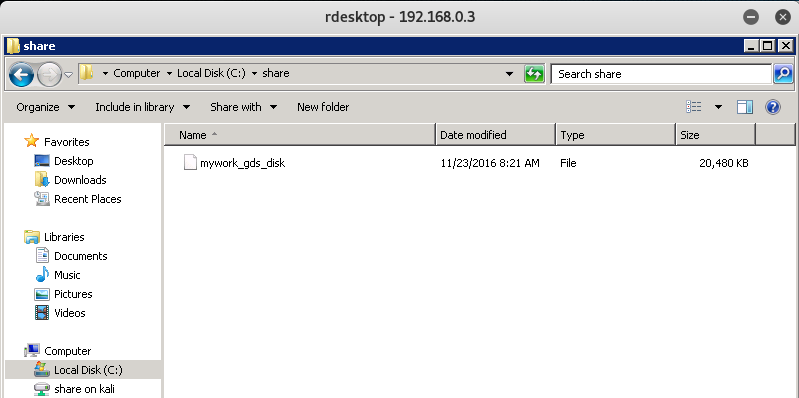 rdesktop - 192.168.0.3
share
Computer Local Disk (C:) share
Search share
Organize Include in library Share with New folder
Name Date modified Type Size
mywork_gds_disk 11/23/2016 8:21 AM File 20,480 KB
Favorites
Desktop
Downloads
Recent Places
Libraries
Documents
Music
Pictures
Videos
Computer
Local Disk (C:)
share on kali